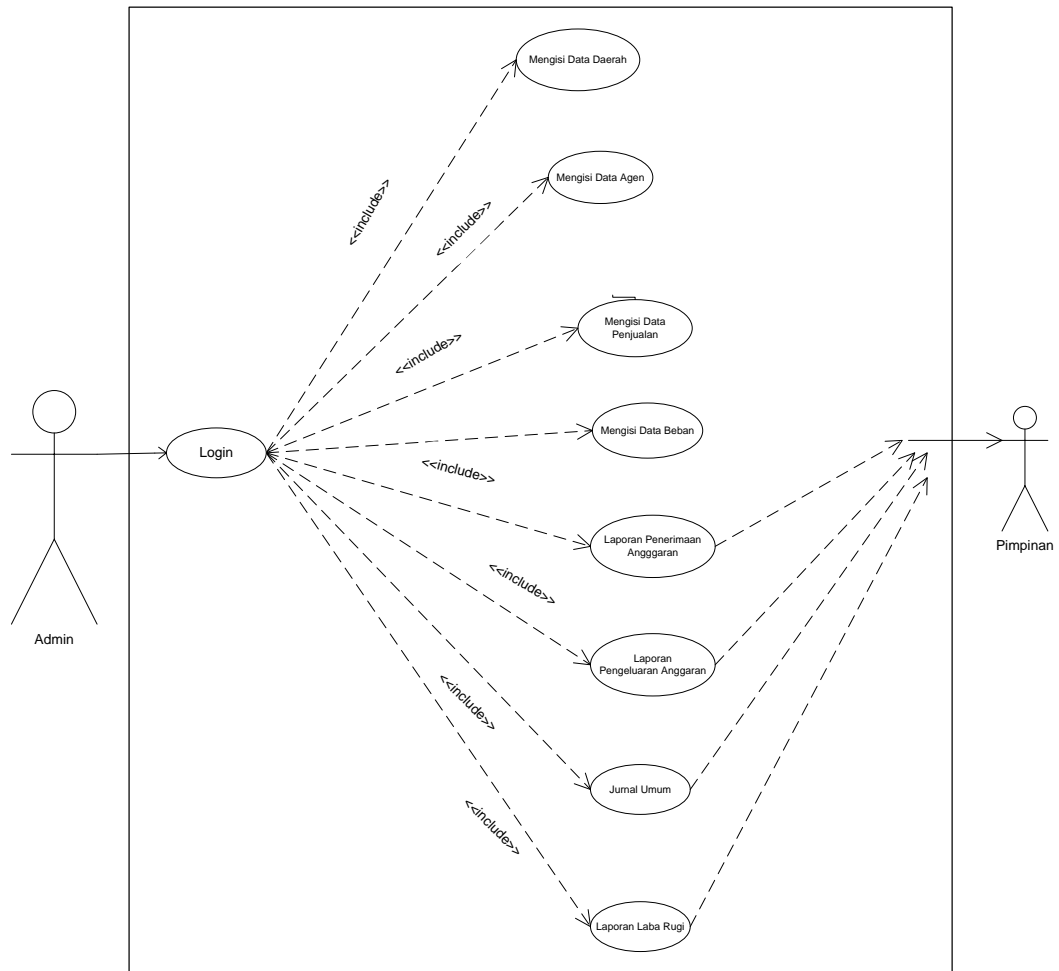 Mengisi Data Daerah
<<include>>
Mengisi Data Agen
<<include>>
Mengisi Data
Penjualan
<<include>>
Mengisi Data Beban
Login
<<include>>
Laporan Penerimaan
Angggaran
Pimpinan
<<include>>
Admin
Laporan
Pengeluaran Anggaran
<<include>>
Jurnal Umum
<<include>>
Laporan Laba Rugi